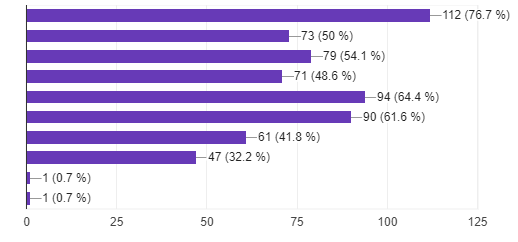 112 (76.7 %)
73 (50 %)
79 (54.1 %)
71 (48.6 %)
94 (64.4 %)
90 (61.6 %)
61 (41.8 %)
47 (32.2 %)
1 (0.7 %)
1 (0.7 %)
0 25 50 75 100 125